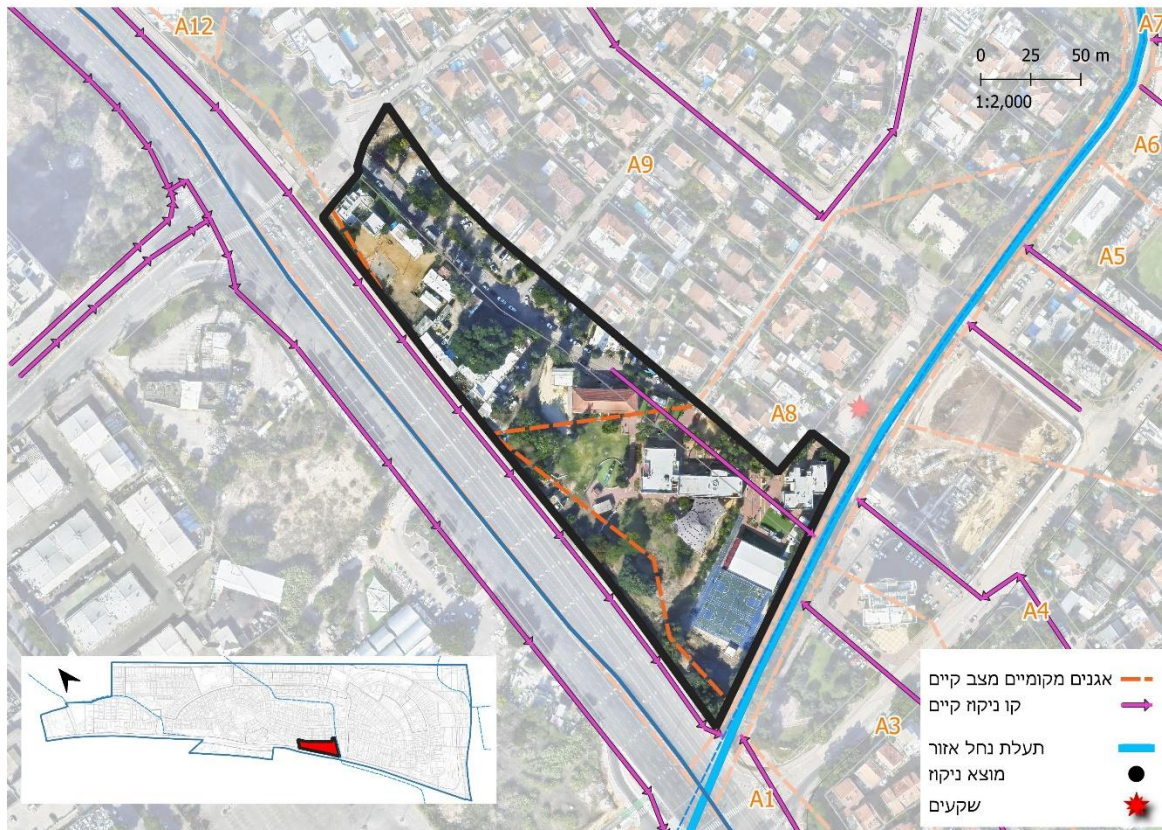 A12
A7
0 25 50 m
1:2,000
A6
A9
A5
A8
A4
A3
A1
אגנים מקומיים מצב קיים
קו ניקוז קיים
תעלת נחל אזור
מוצא ניקוז
שקעים